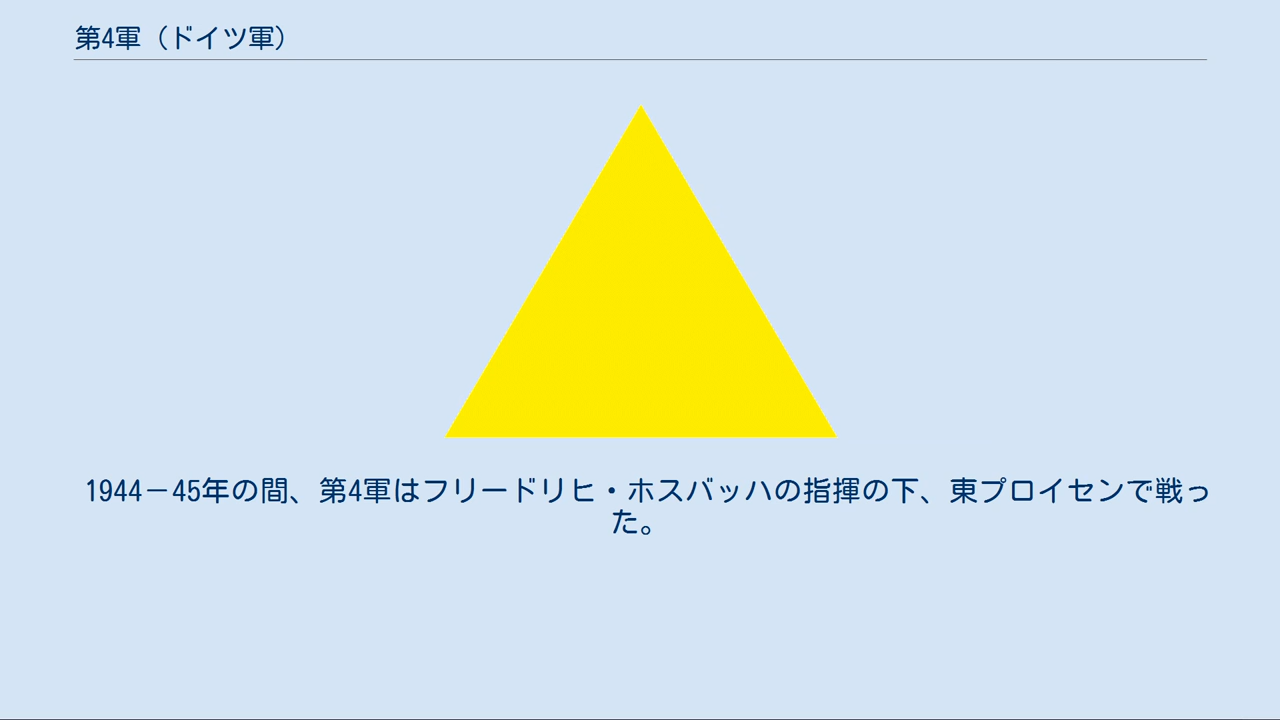 第4軍（ドイツ軍）
1944－45年の間、第4軍はフリードリヒ・ホスバッハの指揮の下、東プロイセンで戦っ
た。